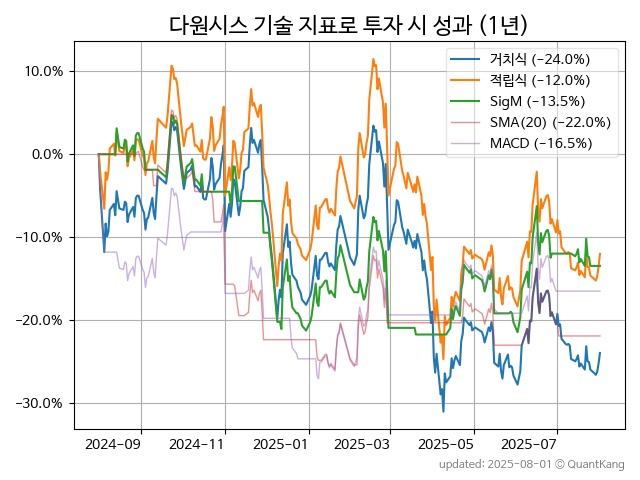 다원시스 기술 지표로 투자 시 성과 (1년)
거치식 (−24.0%)
적립식 (−12.0%)
SigM (−13.5%)
SMA(20) (−22.0%)
MACD (−16.5%)
10.0%
0.0%
−10.0%
−20.0%
−30.0%
2024-09 2024-11 2025-01 2025-03 2025-05 2025-07
updated: 2025-08-01 © QuantKang